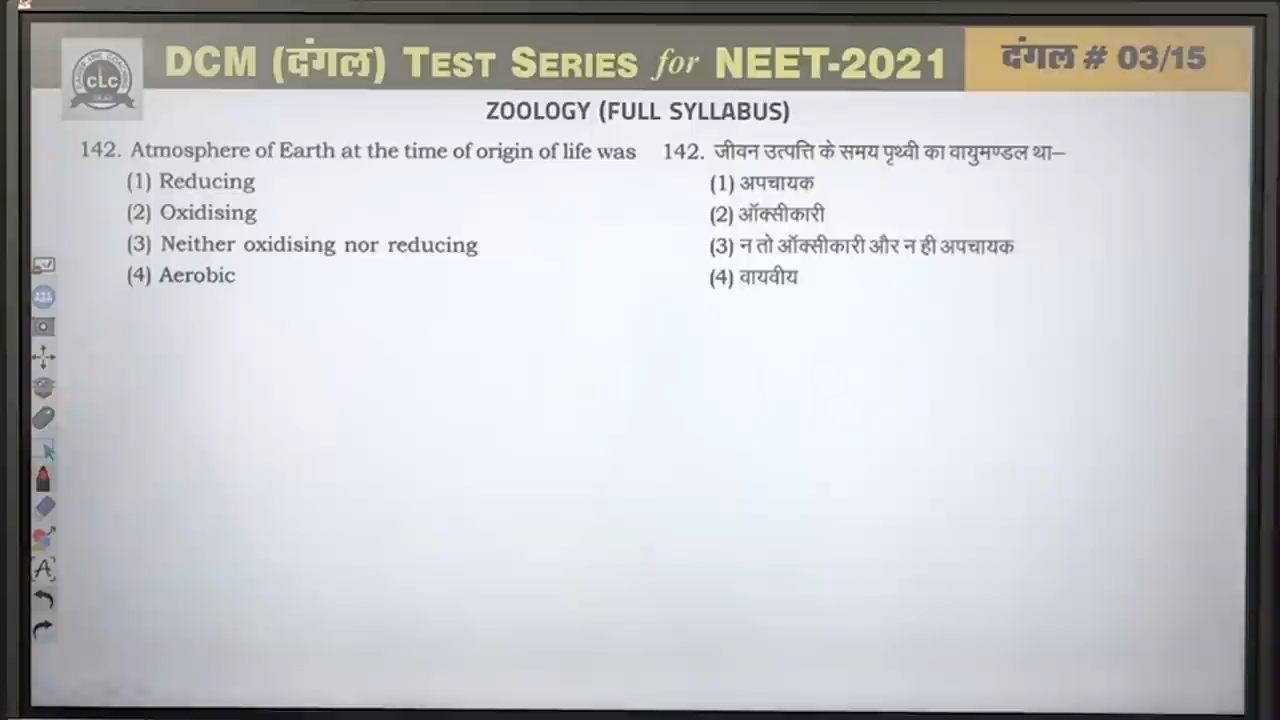 DCM (दंगल) TEST SERIES for NEET-2021
दंगल # 03/15
CLC
ZOOLOGY (FULL SYLLABUS)
142. Atmosphere of Earth at the time of origin of life was
(1) Reducing
(2) Oxidising
(3) Neither oxidising nor reducing
(4) Aerobic
142. जीवन उत्पत्ति के समय पृथ्वी का वायुमण्डल था–
(1) अपचायक
(2) ऑक्सीकारी
(3) न तो ऑक्सीकारी और न ही अपचायक
(4) वायवीय